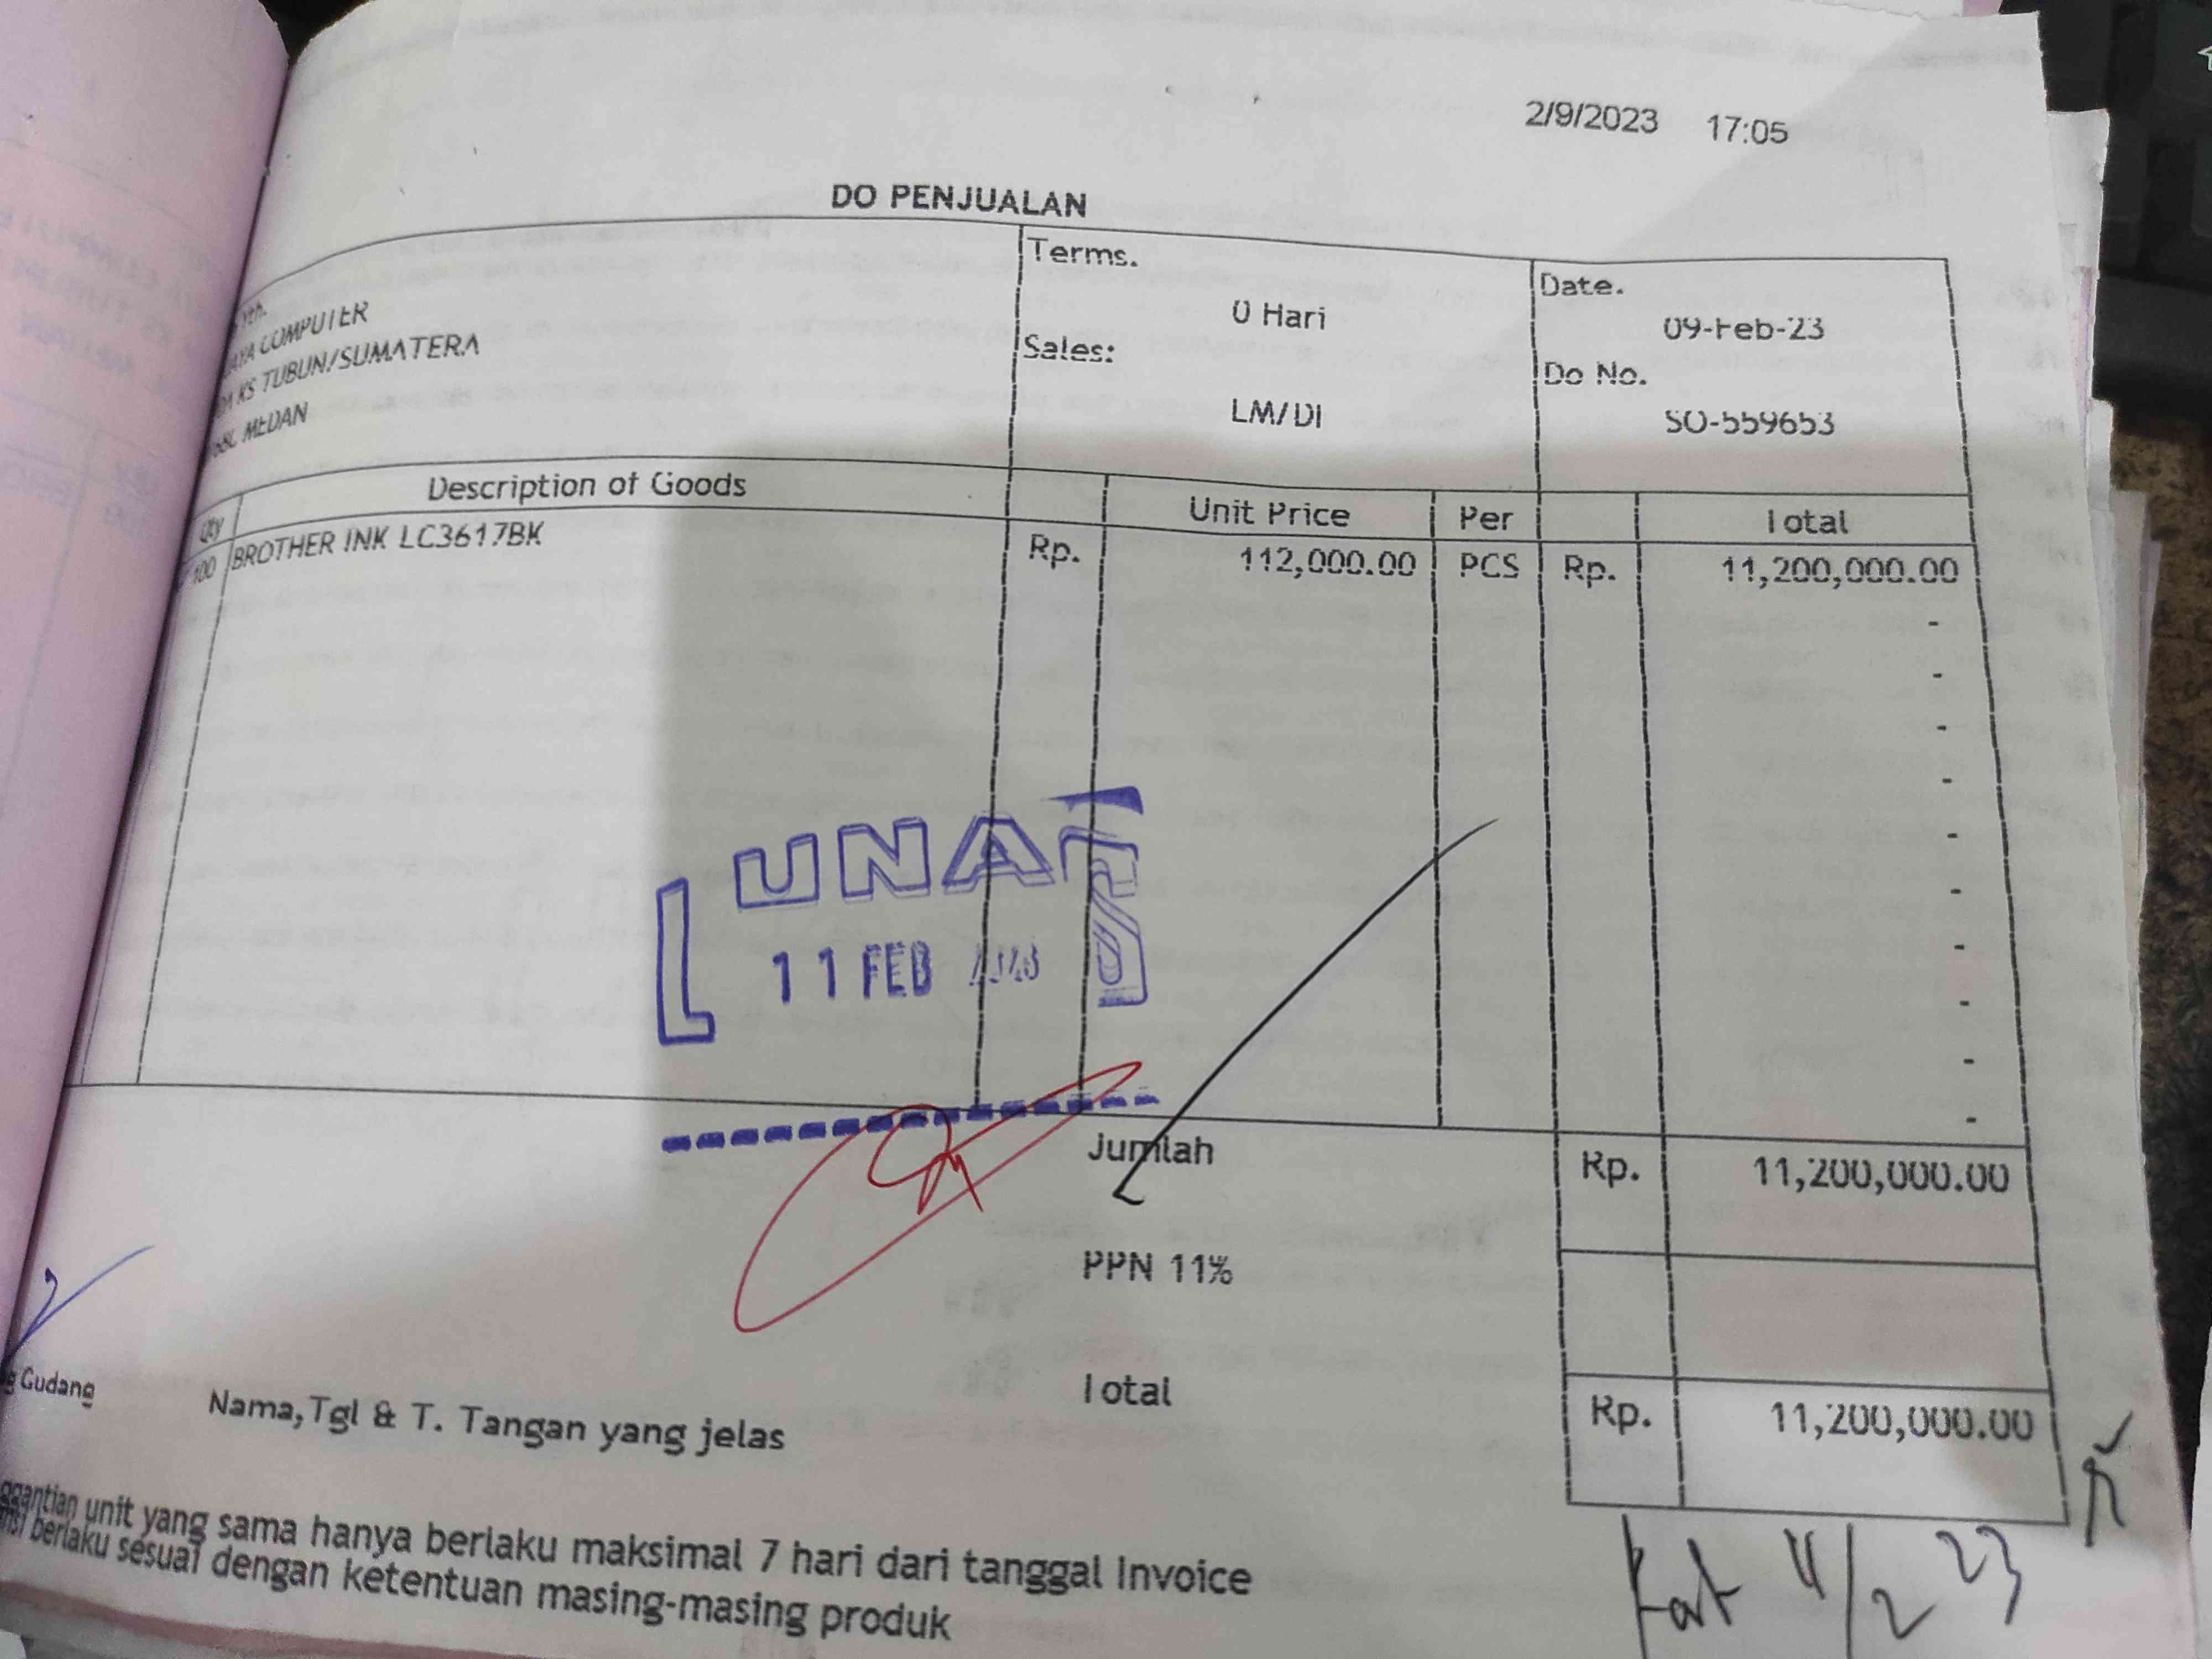 2/9/2023 17:05
DO PENJUALAN
Yth.
AYA COMPUTER
KS TUBUN/SUMATERA
MEDAN
Terms.
0 Hari
Sales:
LM/DI
Date.
09-Feb-23
Do No.
SO-559653
Qty Description of Goods Unit Price Per Total
100 BROTHER INK LC3617BK Rp. 112,000.00 PCS Rp. 11,200,000.00
-
-
-
-
-
-
-
-
-
-
LUNAS
11 FEB
Jumlah Rp. 11,200,000.00
PPN 11%
Total Rp. 11,200,000.00
g Gudang
Nama,Tgl & T. Tangan yang jelas
ggantian unit yang sama hanya berlaku maksimal 7 hari dari tanggal Invoice
berlaku sesuai dengan ketentuan masing-masing produk